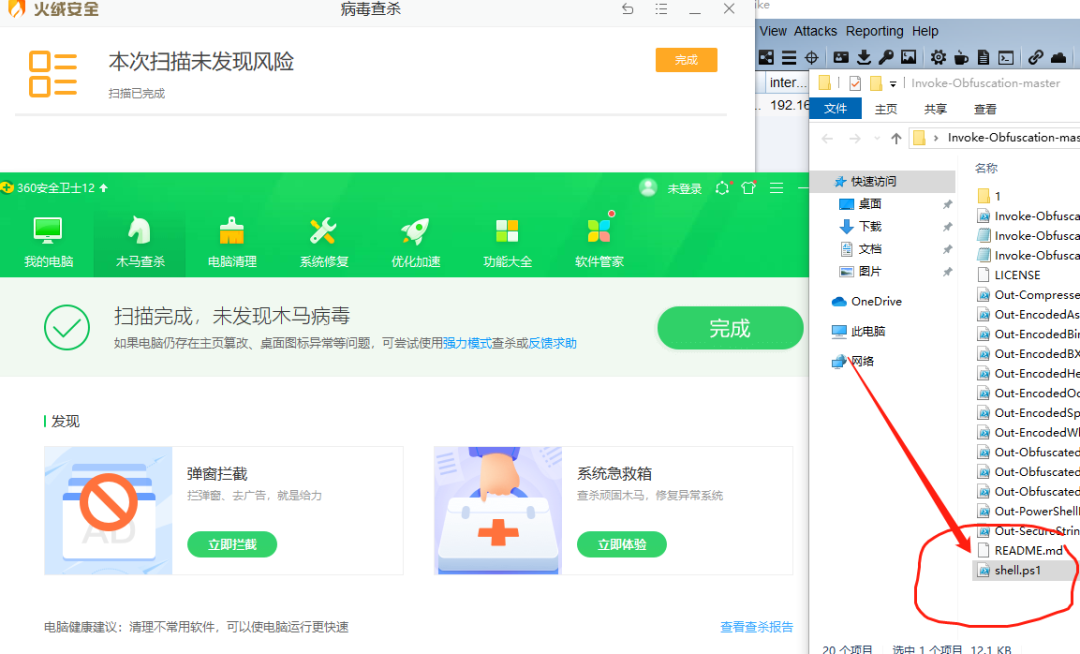 火绒安全
病毒查杀
本次扫描未发现风险
扫描已完成
完成
360安全卫士12
未登录
我的电脑
木马查杀
电脑清理
系统修复
优化加速
功能大全
软件管家
扫描完成，未发现木马病毒
如果电脑仍存在主页篡改、桌面图标异常等问题，可尝试使用强力模式查杀或反馈求助
完成
发现
弹窗拦截
拦弹窗、去广告，就是给力
立即拦截
AD
系统急救箱
查杀顽固木马，修复异常系统
立即体验
电脑健康建议：清理不常用软件，可以使电脑运行更快速
查看查杀报告
ike
View Attacks Reporting Help
inter...
192.16
Invoke-Obfuscation-master
文件 主页 共享 查看
Invoke-Obfuscation-mas
快速访问
桌面
下载
文档
图片
OneDrive
此电脑
网络
名称
1
Invoke-Obfusca
Invoke-Obfusca
Invoke-Obfusca
LICENSE
Out-Compresse
Out-EncodedAs
Out-EncodedBin
Out-EncodedBX
Out-EncodedHe
Out-EncodedOc
Out-EncodedSp
Out-EncodedWh
Out-Obfuscated
Out-Obfuscated
Out-Obfuscated
Out-PowerShell
Out-SecureStrin
README.md
shell.ps1
20 个项目 选中 1 个项目 12.1 KB